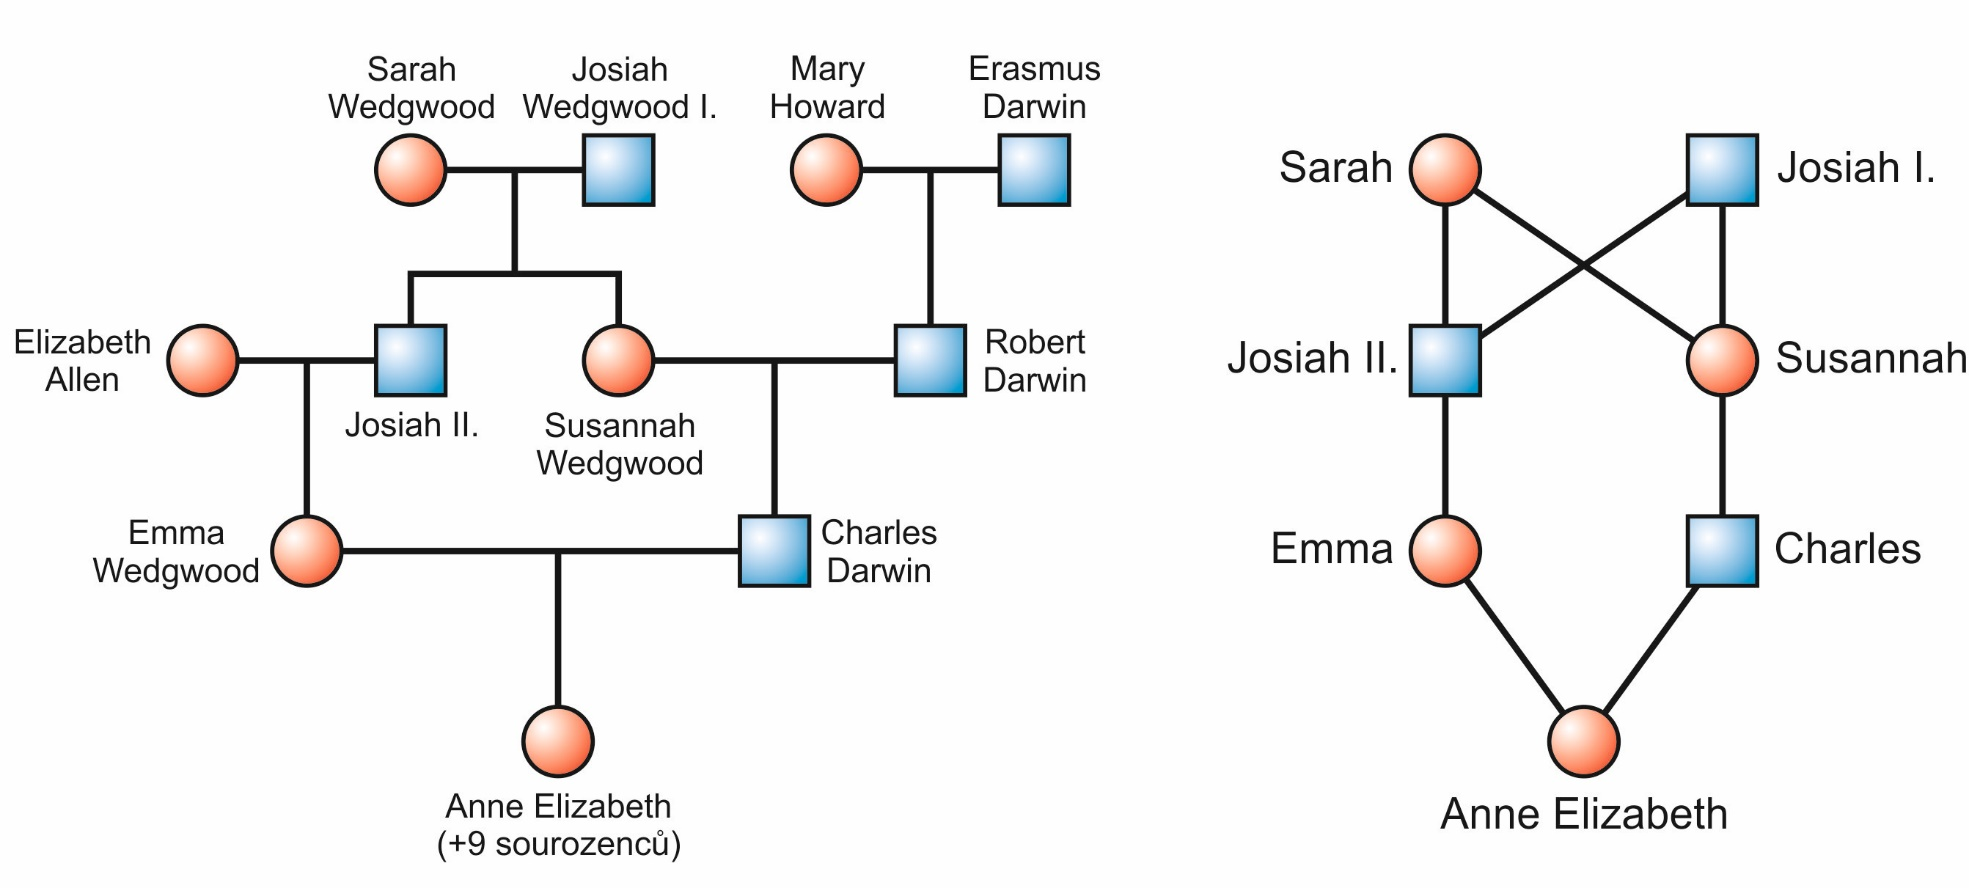 Sarah
Wedgwood
Josiah
Wedgwood I.
Mary
Howard
Erasmus
Darwin
Elizabeth
Allen
Josiah II.
Susannah
Wedgwood
Robert
Darwin
Emma
Wedgwood
Charles
Darwin
Anne Elizabeth
(+9 sourozenců)
Sarah
Josiah I.
Josiah II.
Susannah
Emma
Charles
Anne Elizabeth